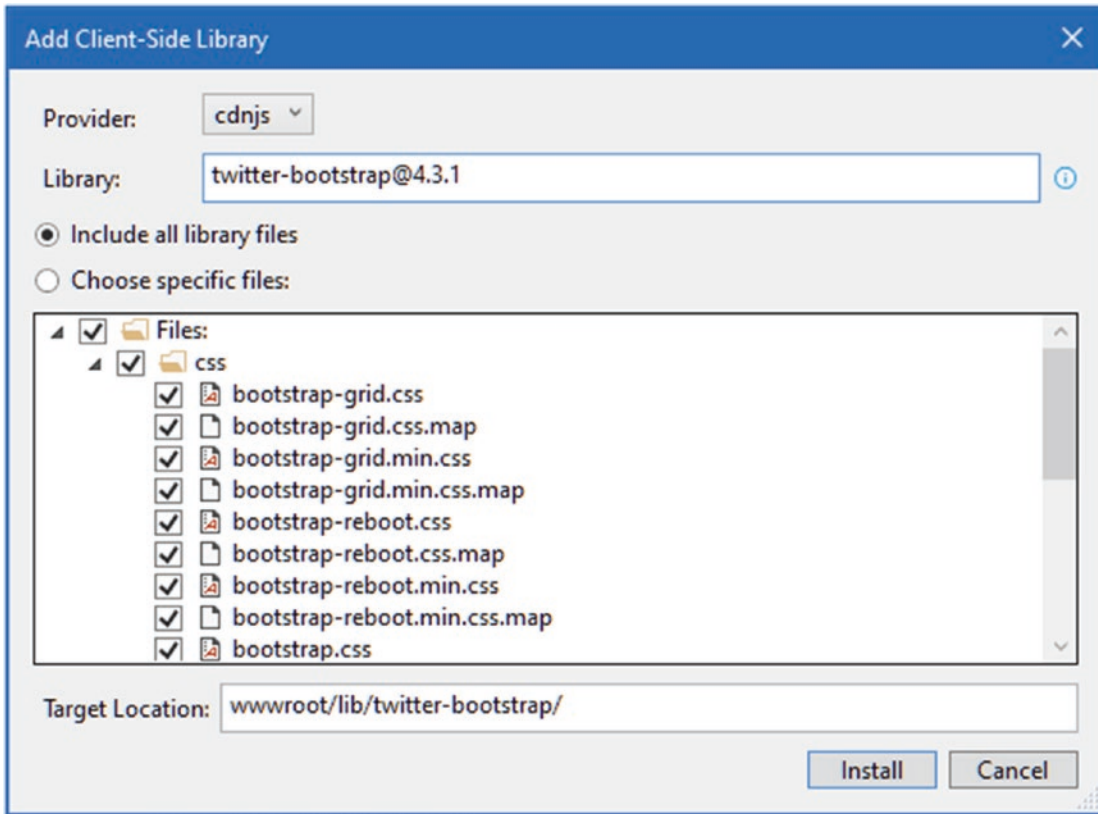 Add Client-Side Library
Provider: cdnjs
Library: twitter-bootstrap@4.3.1
Include all library files
Choose specific files:
Files:
css
bootstrap-grid.css
bootstrap-grid.css.map
bootstrap-grid.min.css
bootstrap-grid.min.css.map
bootstrap-reboot.css
bootstrap-reboot.css.map
bootstrap-reboot.min.css
bootstrap-reboot.min.css.map
bootstrap.css
Target Location: wwwroot/lib/twitter-bootstrap/
Install Cancel